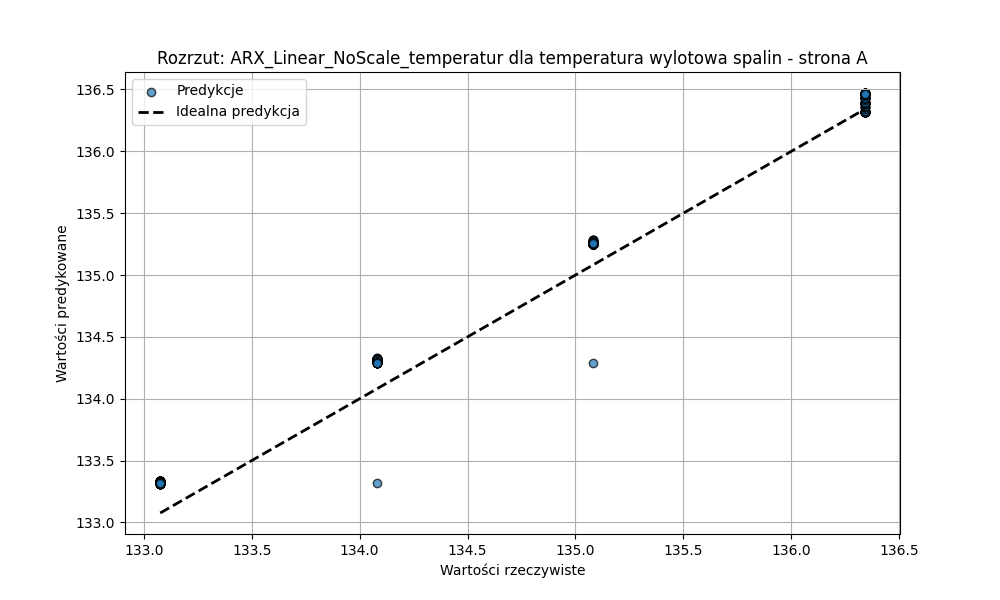 Rozrzut: ARX_Linear_NoScale_temperatur dla temperatura wylotowa spalin - strona A
Predykcje
Idealna predykcja
136.5
136.0
135.5
135.0
134.5
134.0
133.5
133.0
Wartości predykowane
133.0 133.5 134.0 134.5 135.0 135.5 136.0 136.5
Wartości rzeczywiste